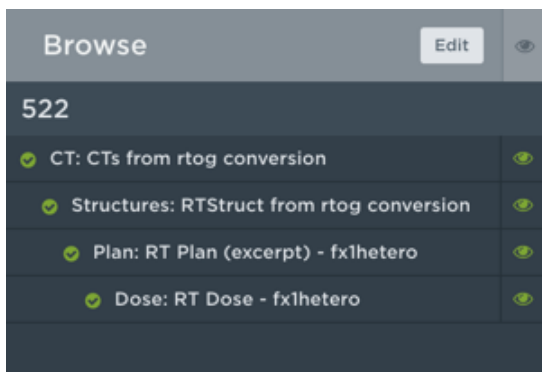 Browse Edit
522
CT: CTs from rtog conversion
Structures: RTStruct from rtog conversion
Plan: RT Plan (excerpt) - fx1hetero
Dose: RT Dose - fx1hetero